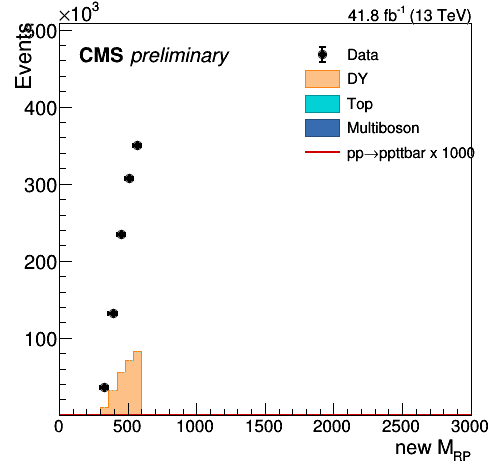 ×10³
41.8 fb⁻¹ (13 TeV)
Events
CMS preliminary
Data
DY
Top
Multiboson
pp→ppttbar x 1000
500
400
300
200
100
0 500 1000 1500 2000 2500 3000
new M_RP